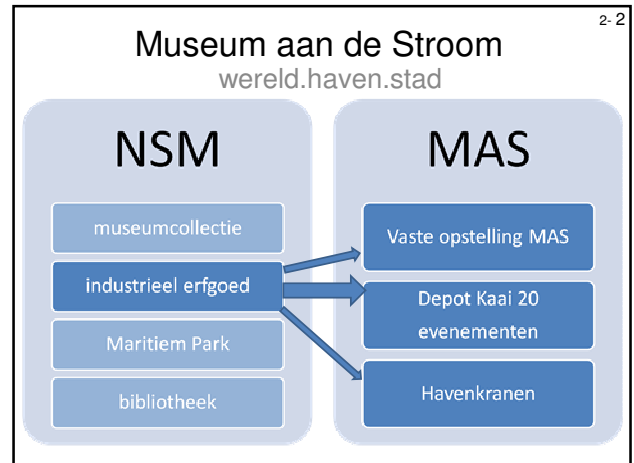 2- 2
Museum aan de Stroom
wereld.haven.stad
NSM
museumcollectie
industrieel erfgoed
Maritiem Park
bibliotheek
MAS
Vaste opstelling MAS
Depot Kaai 20
evenementen
Havenkranen